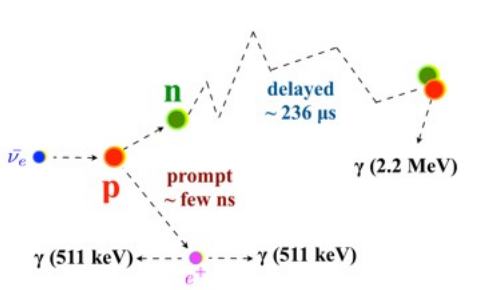 n
delayed
~ 236 μs
ν̄e
p
prompt
~ few ns
γ (2.2 MeV)
γ (511 keV)
γ (511 keV)
e+